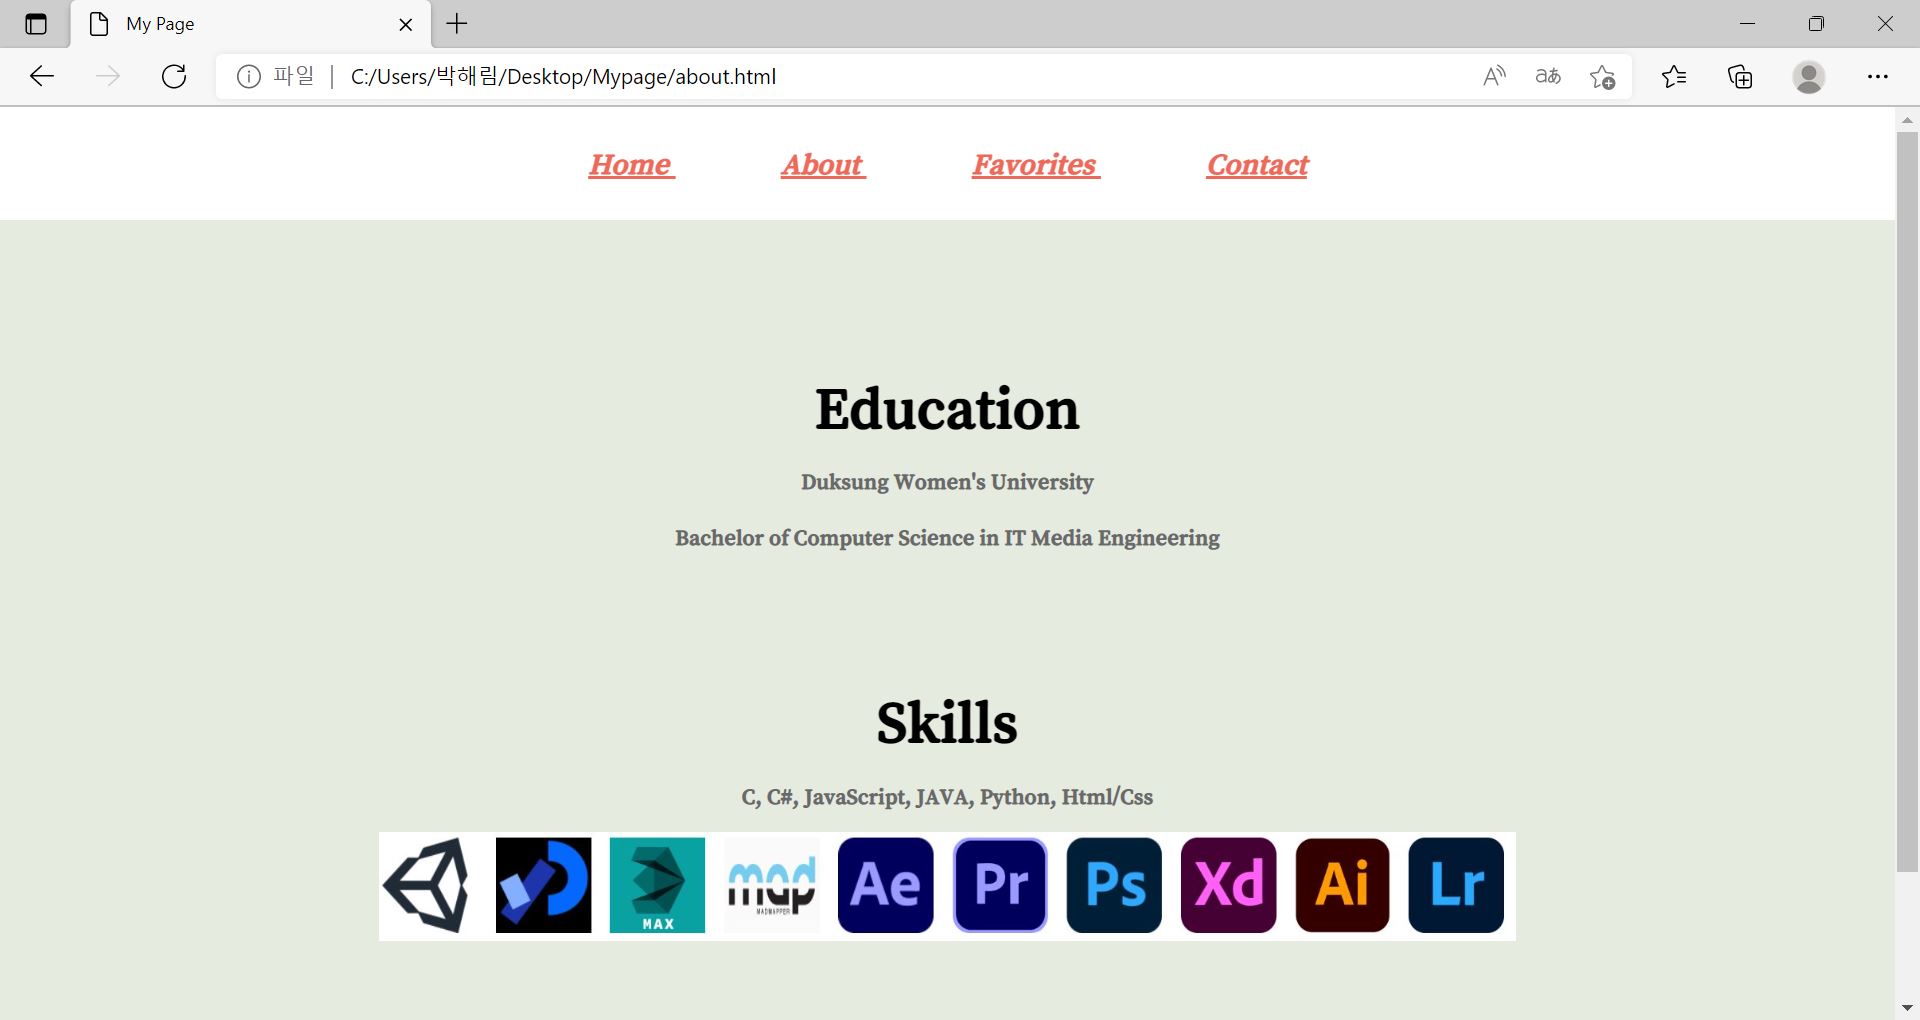 My Page
파일 | C:/Users/박해림/Desktop/Mypage/about.html
A aあ
Home About Favorites Contact
Education
Duksung Women's University
Bachelor of Computer Science in IT Media Engineering
Skills
C, C#, JavaScript, JAVA, Python, Html/Css
MAX mad map MADMAPPER Ae Pr Ps Xd Ai Lr